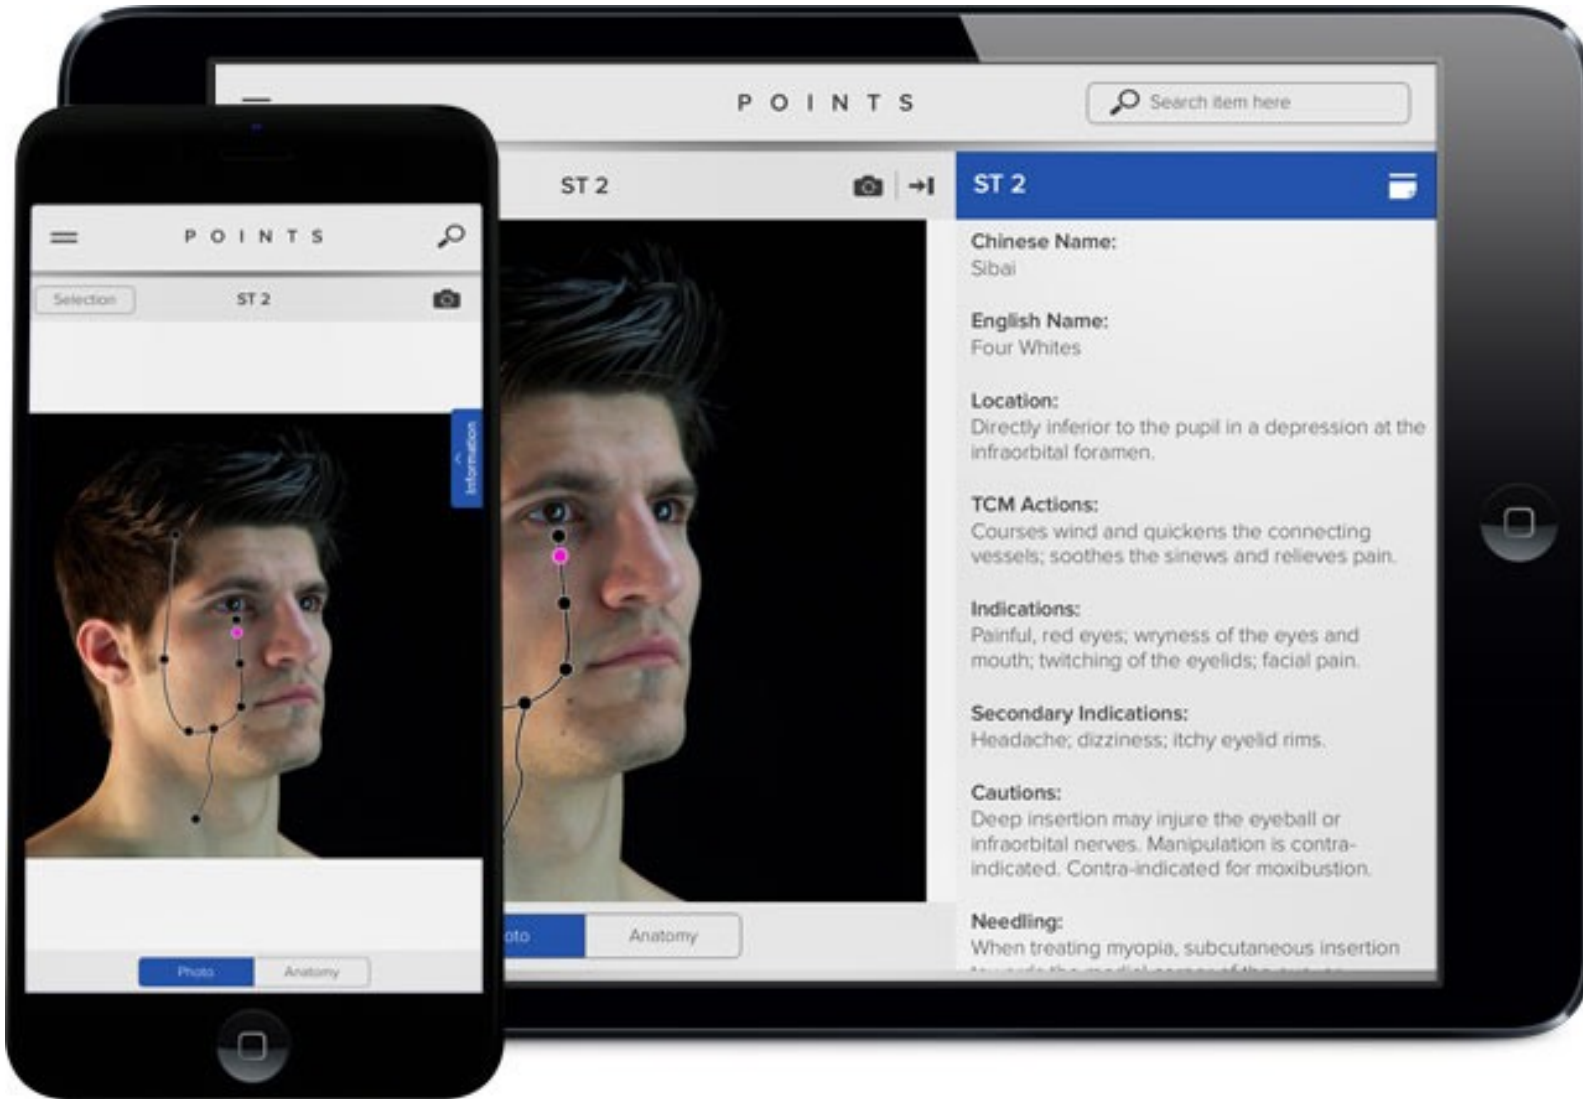 POINTS
Search item here
ST 2
ST 2
Chinese Name:
Sibai
English Name:
Four Whites
Location:
Directly inferior to the pupil in a depression at the
infraorbital foramen.
TCM Actions:
Courses wind and quickens the connecting
vessels; soothes the sinews and relieves pain.
Indications:
Painful, red eyes; wryness of the eyes and
mouth; twitching of the eyelids; facial pain.
Secondary Indications:
Headache; dizziness; itchy eyelid rims.
Cautions:
Deep insertion may injure the eyeball or
infraorbital nerves. Manipulation is contra-
indicated. Contra-indicated for moxibustion.
Needling:
When treating myopia, subcutaneous insertion
oto
Anatomy
POINTS
Selection
ST 2
Information
Photo
Anatomy